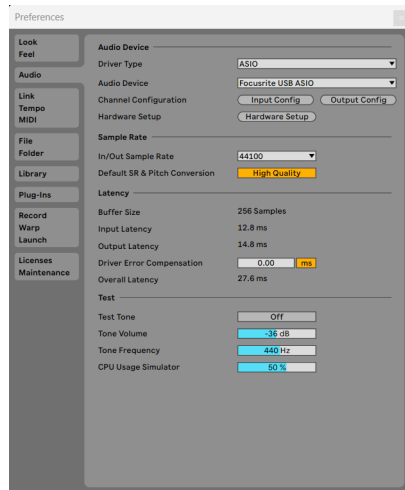 Preferences
Look
Feel
Audio
Link
Tempo
MIDI
File
Folder
Library
Plug-Ins
Record
Warp
Launch
Licenses
Maintenance
Audio Device
Driver Type ASIO
Audio Device Focusrite USB ASIO
Channel Configuration Input Config Output Config
Hardware Setup Hardware Setup
Sample Rate
In/Out Sample Rate 44100
Default SR & Pitch Conversion High Quality
Latency
Buffer Size 256 Samples
Input Latency 12.8 ms
Output Latency 14.8 ms
Driver Error Compensation 0.00 ms
Overall Latency 27.6 ms
Test
Test Tone Off
Tone Volume -36 dB
Tone Frequency 440 Hz
CPU Usage Simulator 50 %